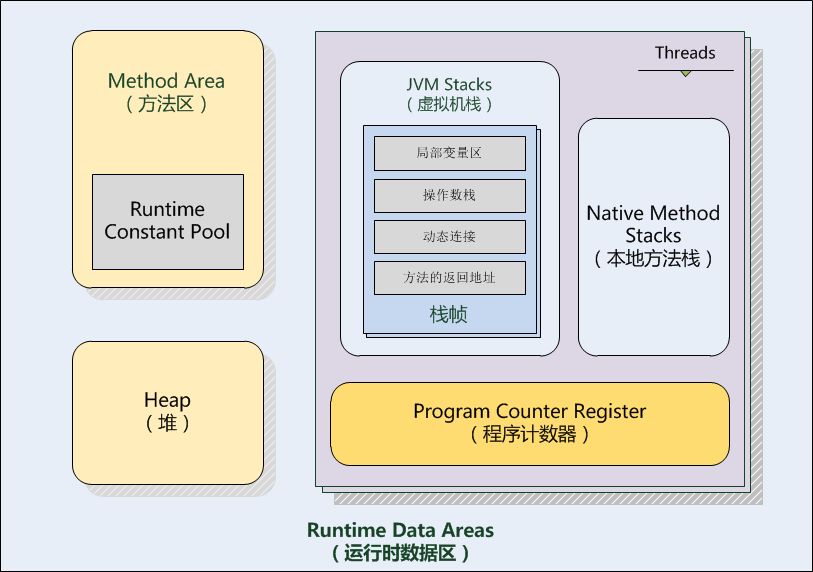 Method Area
（方法区）
Runtime
Constant Pool
Heap
（堆）
Threads
JVM Stacks
（虚拟机栈）
局部变量区
操作数栈
动态连接
方法的返回地址
栈帧
Native Method
Stacks
（本地方法栈）
Program Counter Register
（程序计数器）
Runtime Data Areas
（运行时数据区）